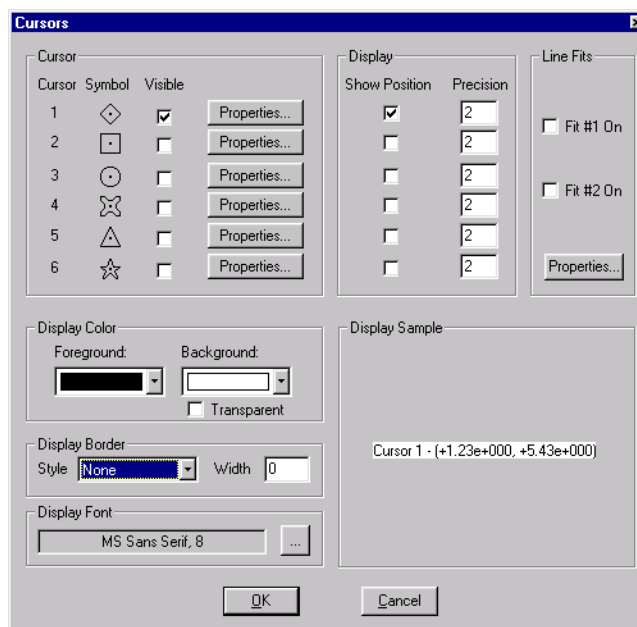 Cursors
Cursor
Cursor Symbol Visible
1 Properties...
2 Properties...
3 Properties...
4 Properties...
5 Properties...
6 Properties...
Display
Show Position Precision
2
2
2
2
2
2
Line Fits
Fit #1 On
Fit #2 On
Properties...
Display Color
Foreground: Background:
Transparent
Display Border
Style None Width 0
Display Font
MS Sans Serif, 8 ...
Display Sample
Cursor 1 - (+1.23e+000, +5.43e+000)
OK Cancel